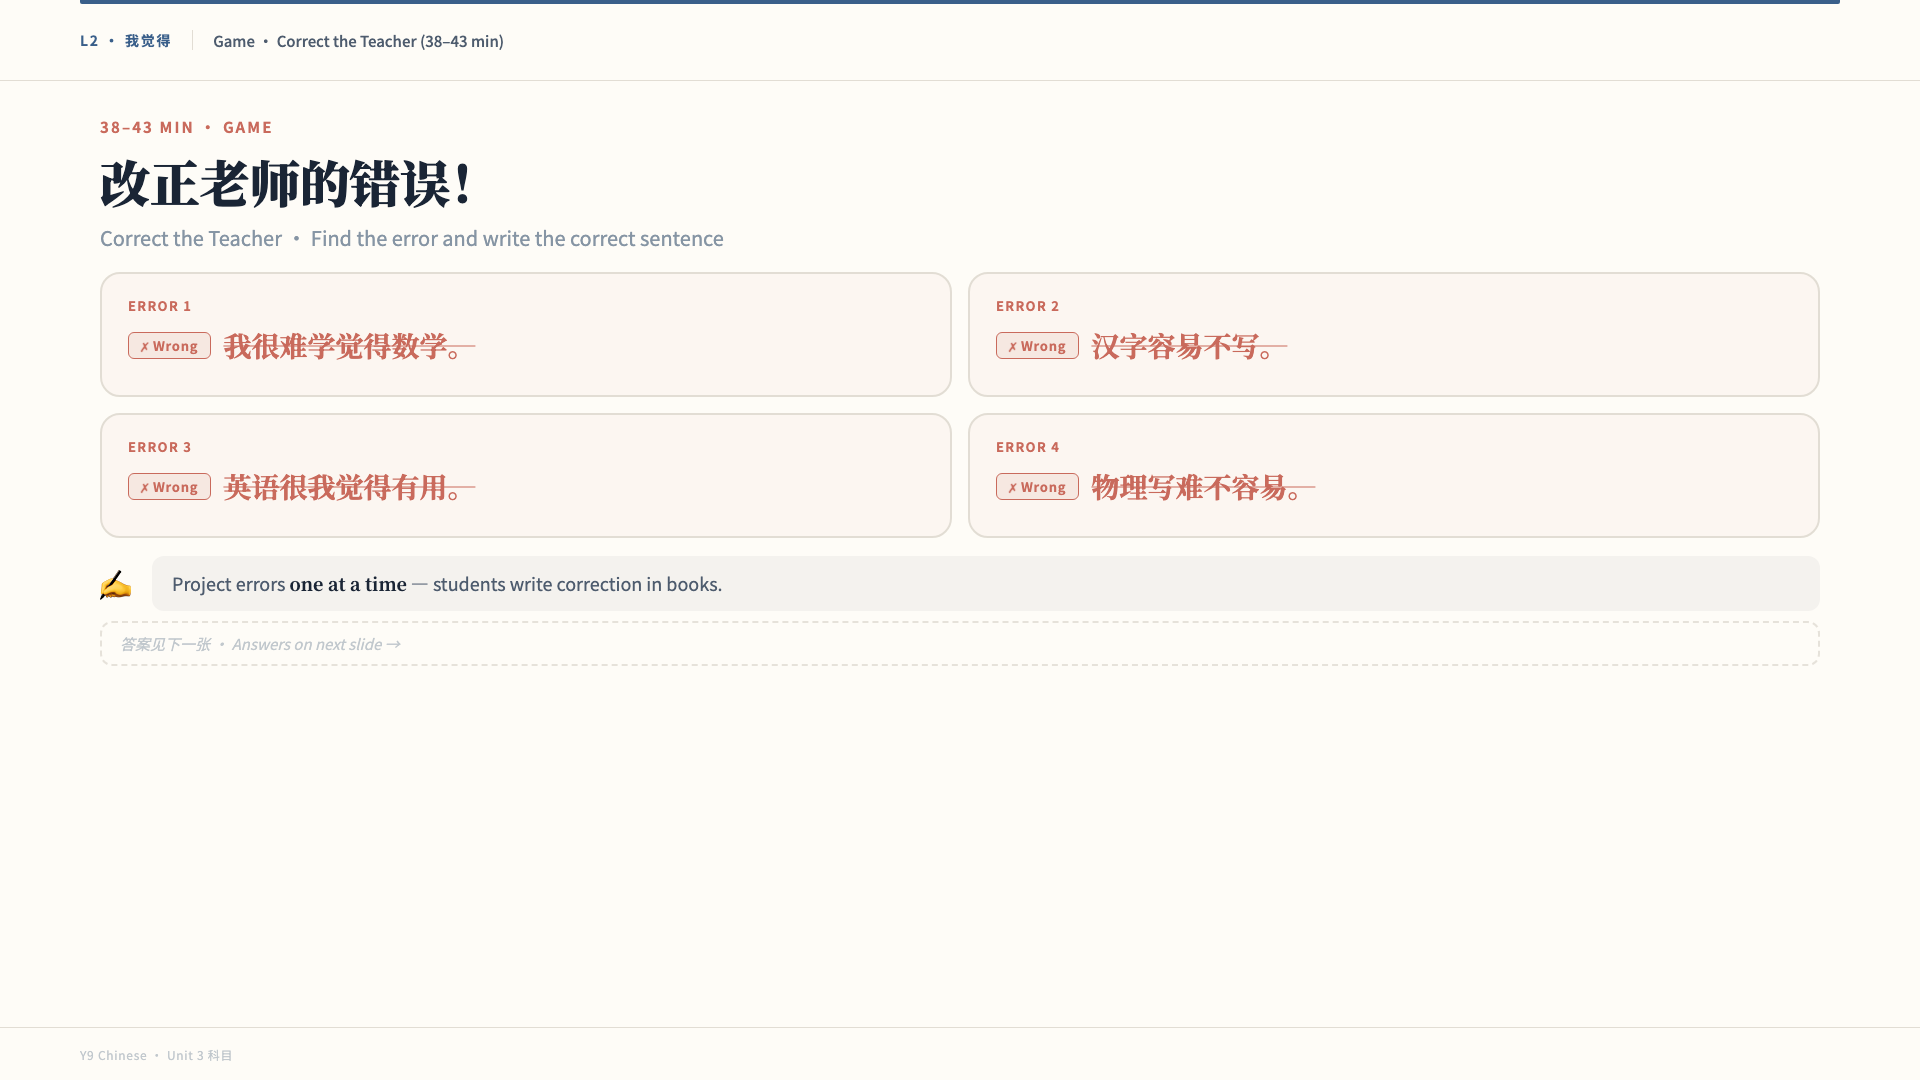 L2 • 我觉得
Game • Correct the Teacher (38–43 min)
38–43 MIN • GAME
改正老师的错误！
Correct the Teacher • Find the error and write the correct sentence
ERROR 1
✗ Wrong 我很难学觉得数学。
ERROR 2
✗ Wrong 汉字容易不写。
ERROR 3
✗ Wrong 英语很我觉得有用。
ERROR 4
✗ Wrong 物理写难不容易。
Project errors one at a time — students write correction in books.
答案见下一张 • Answers on next slide →
Y9 Chinese • Unit 3 科目